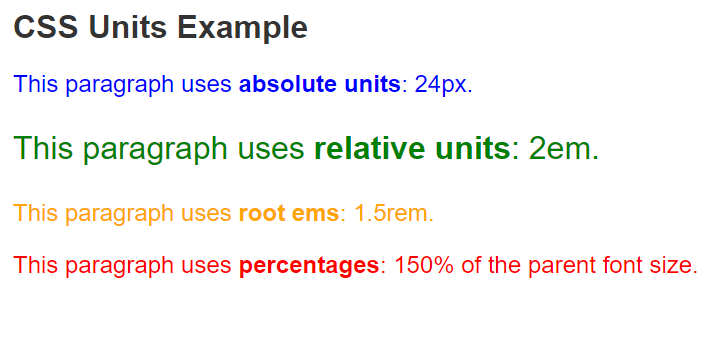 CSS Units Example
This paragraph uses absolute units: 24px.
This paragraph uses relative units: 2em.
This paragraph uses root ems: 1.5rem.
This paragraph uses percentages: 150% of the parent font size.